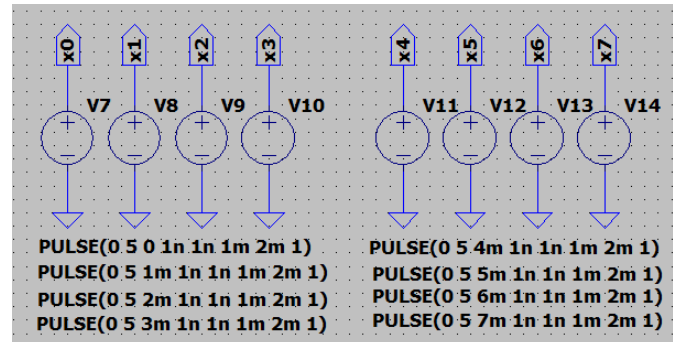 x0 x1 x2 x3 x4 x5 x6 x7
V7 V8 V9 V10 V11 V12 V13 V14
PULSE(0 5 0 1n 1n 1m 2m 1)
PULSE(0 5 1m 1n 1n 1m 2m 1)
PULSE(0 5 2m 1n 1n 1m 2m 1)
PULSE(0 5 3m 1n 1n 1m 2m 1)
PULSE(0 5 4m 1n 1n 1m 2m 1)
PULSE(0 5 5m 1n 1n 1m 2m 1)
PULSE(0 5 6m 1n 1n 1m 2m 1)
PULSE(0 5 7m 1n 1n 1m 2m 1)